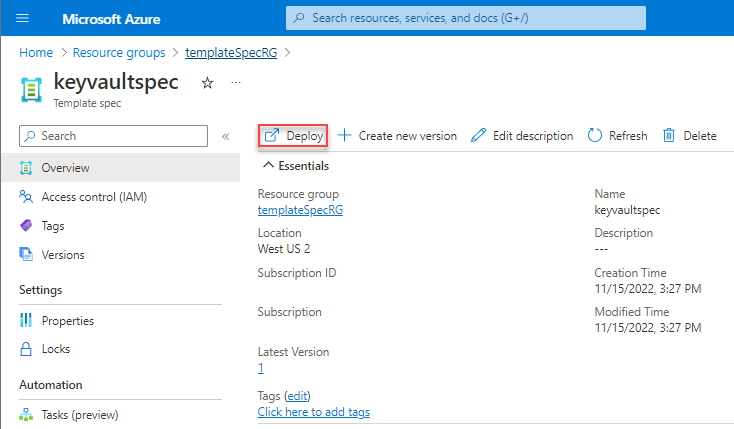 Microsoft Azure
Search resources, services, and docs (G+/)
Home > Resource groups > templateSpecRG >
keyvaultspec
Template spec
Search
Deploy
Create new version
Edit description
Refresh
Delete
Overview
Access control (IAM)
Tags
Versions
Settings
Properties
Locks
Automation
Tasks (preview)
Essentials
Resource group
templateSpecRG
Name
keyvaultspec
Location
West US 2
Description
---
Subscription ID
Creation Time
11/15/2022, 3:27 PM
Subscription
Modified Time
11/15/2022, 3:27 PM
Latest Version
1
Tags (edit)
Click here to add tags